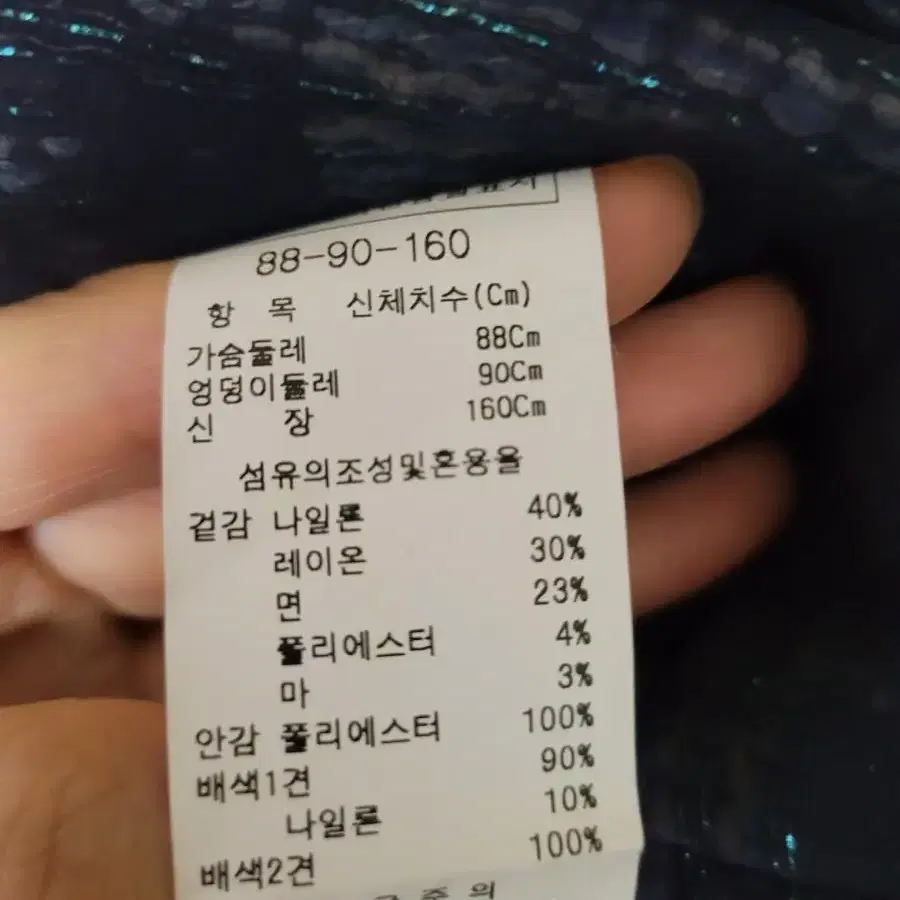 88-90-160
항 목 신체치수(Cm)
가슴둘레 88Cm
엉덩이둘레 90Cm
신 장 160Cm
섬유의조성및혼용율
겉감 나일론 40%
레이온 30%
면 23%
폴리에스터 4%
마 3%
안감 폴리에스터 100%
배색1견 90%
나일론 10%
배색2견 100%
주 의